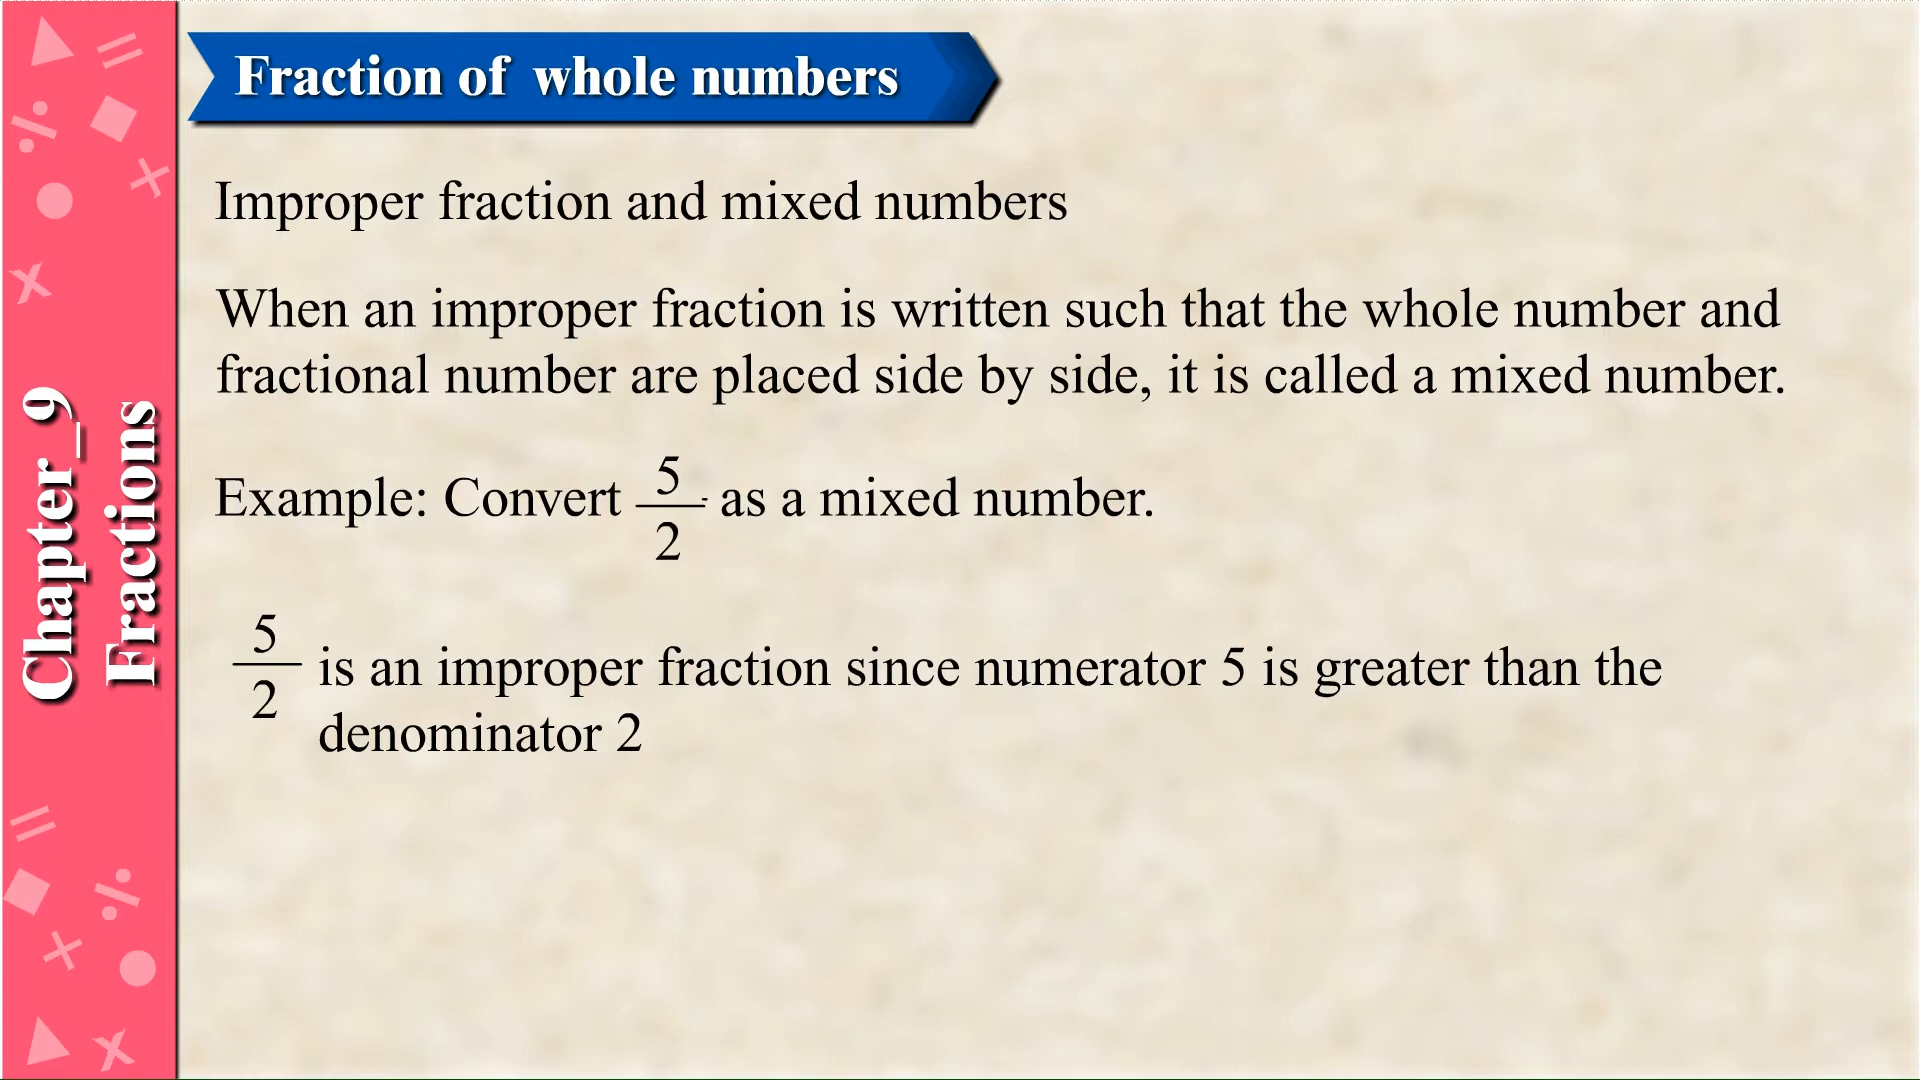 Chapter_9
Fractions
Fraction of whole numbers
Improper fraction and mixed numbers
When an improper fraction is written such that the whole number and
fractional number are placed side by side, it is called a mixed number.
Example: Convert 5/2 as a mixed number.
5/2 is an improper fraction since numerator 5 is greater than the
denominator 2